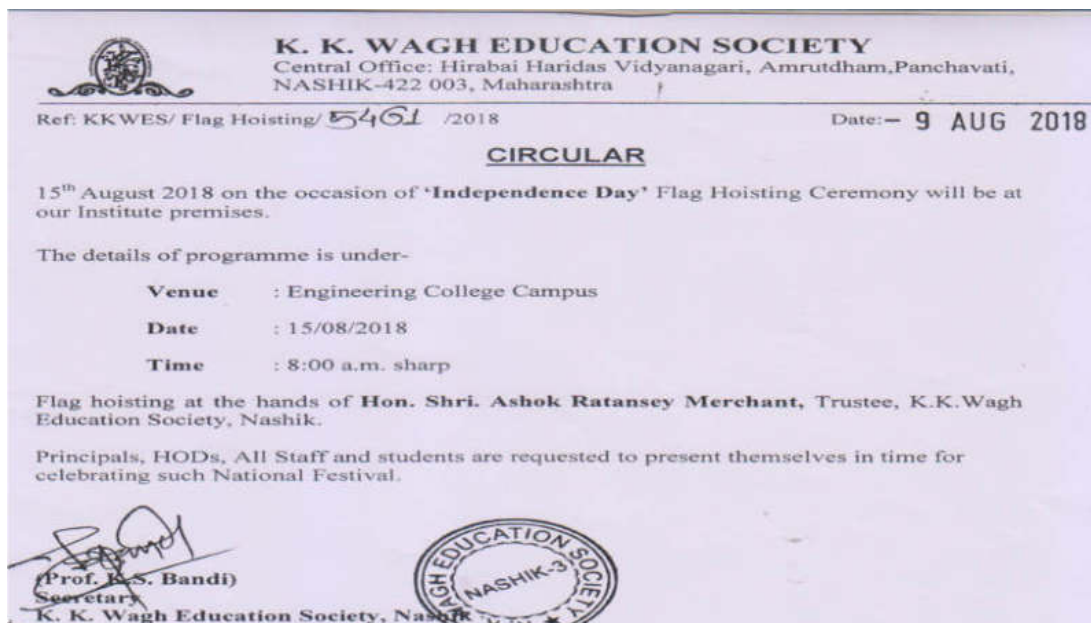 K. K. WAGH EDUCATION SOCIETY
Central Office: Hirabai Haridas Vidyanagari, Amrutdham,Panchavati,
NASHIK-422 003, Maharashtra
Ref: KKWES/ Flag Hoisting/ 5461 /2018 Date:- 9 AUG 2018
CIRCULAR
15th August 2018 on the occasion of 'Independence Day' Flag Hoisting Ceremony will be at
our Institute premises.
The details of programme is under-
Venue : Engineering College Campus
Date : 15/08/2018
Time : 8:00 a.m. sharp
Flag hoisting at the hands of Hon. Shri. Ashok Ratansey Merchant, Trustee, K.K.Wagh
Education Society, Nashik.
Principals, HODs, All Staff and students are requested to present themselves in time for
celebrating such National Festival.
(Prof. K.S. Bandi)
Secretary
K. K. Wagh Education Society, Nashik
WAGH EDUCATION SOCIETY
NASHIK-3